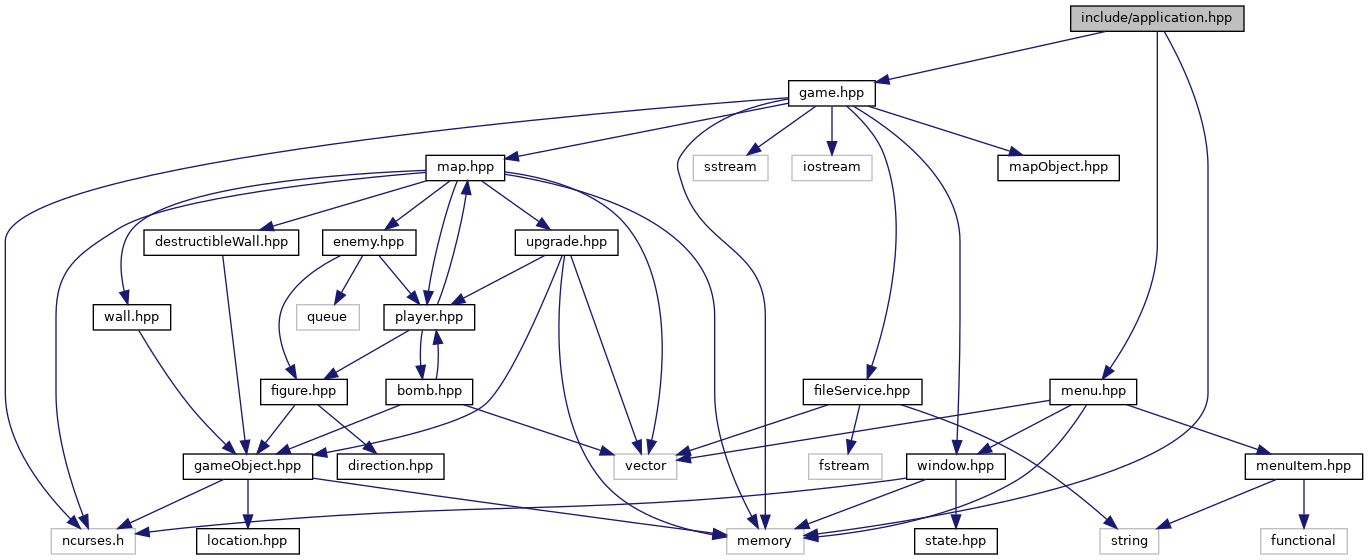 include/application.hpp
game.hpp
map.hpp
sstream
iostream
mapObject.hpp
destructibleWall.hpp
enemy.hpp
upgrade.hpp
wall.hpp
queue
player.hpp
figure.hpp
bomb.hpp
fileService.hpp
menu.hpp
gameObject.hpp
direction.hpp
vector
fstream
window.hpp
menuItem.hpp
ncurses.h
location.hpp
memory
state.hpp
string
functional